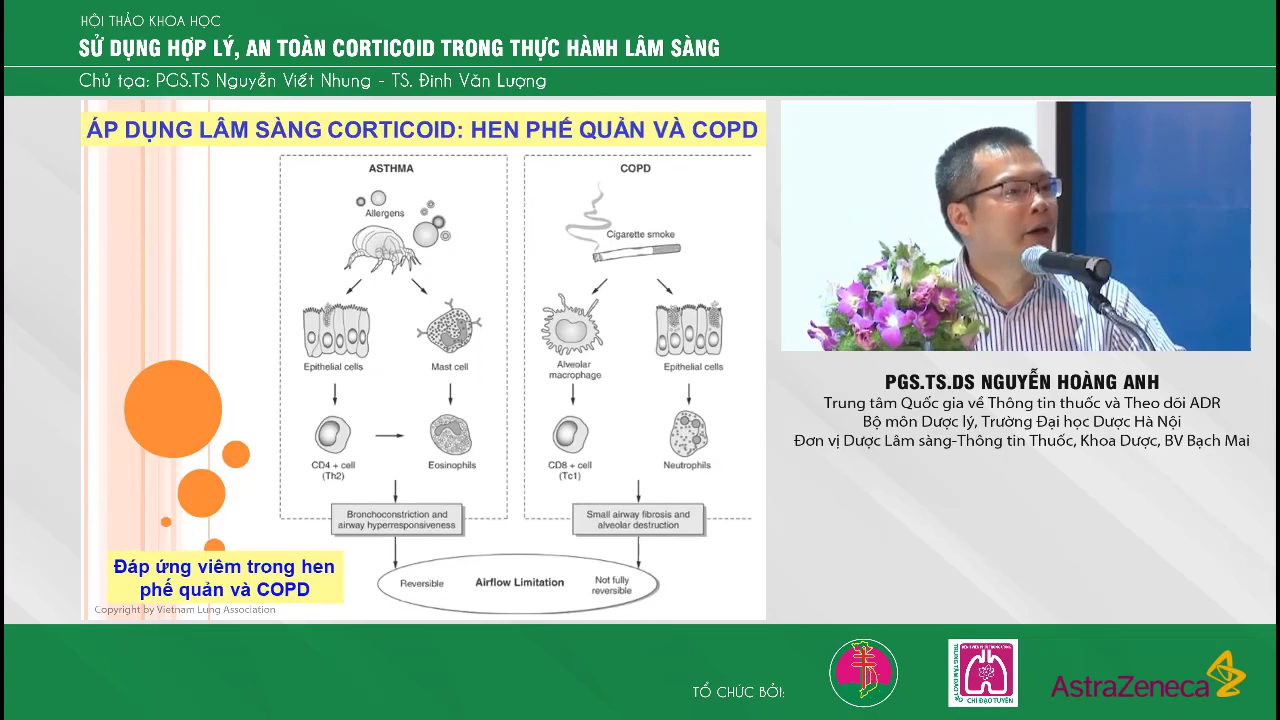 HỘI THẢO KHOA HỌC
SỬ DỤNG HỢP LÝ, AN TOÀN CORTICOID TRONG THỰC HÀNH LÂM SÀNG
Chủ tọa: PGS.TS Nguyễn Viết Nhung - TS. Đinh Văn Lượng
ÁP DỤNG LÂM SÀNG CORTICOID: HEN PHẾ QUẢN VÀ COPD
ASTHMA
Allergens
Epithelial cells
Mast cell
CD4 + cell
(Th2)
Eosinophils
Bronchoconstriction and
airway hyperresponsiveness
COPD
Cigarette smoke
Alveolar
macrophage
Epithelial cells
CD8 + cell
(Tc1)
Neutrophils
Small airway fibrosis and
alveolar destruction
Reversible
Airflow Limitation
Not fully
reversible
Đáp ứng viêm trong hen
phế quản và COPD
Copyright by Vietnam Lung Association
PGS.TS.DS NGUYỄN HOÀNG ANH
Trung tâm Quốc gia về Thông tin thuốc và Theo dõi ADR
Bộ môn Dược lý, Trường Đại học Dược Hà Nội
Đơn vị Dược Lâm sàng-Thông tin Thuốc, Khoa Dược, BV Bạch Mai
TỔ CHỨC BỞI:
CHỈ ĐẠO TUYẾN
AstraZeneca